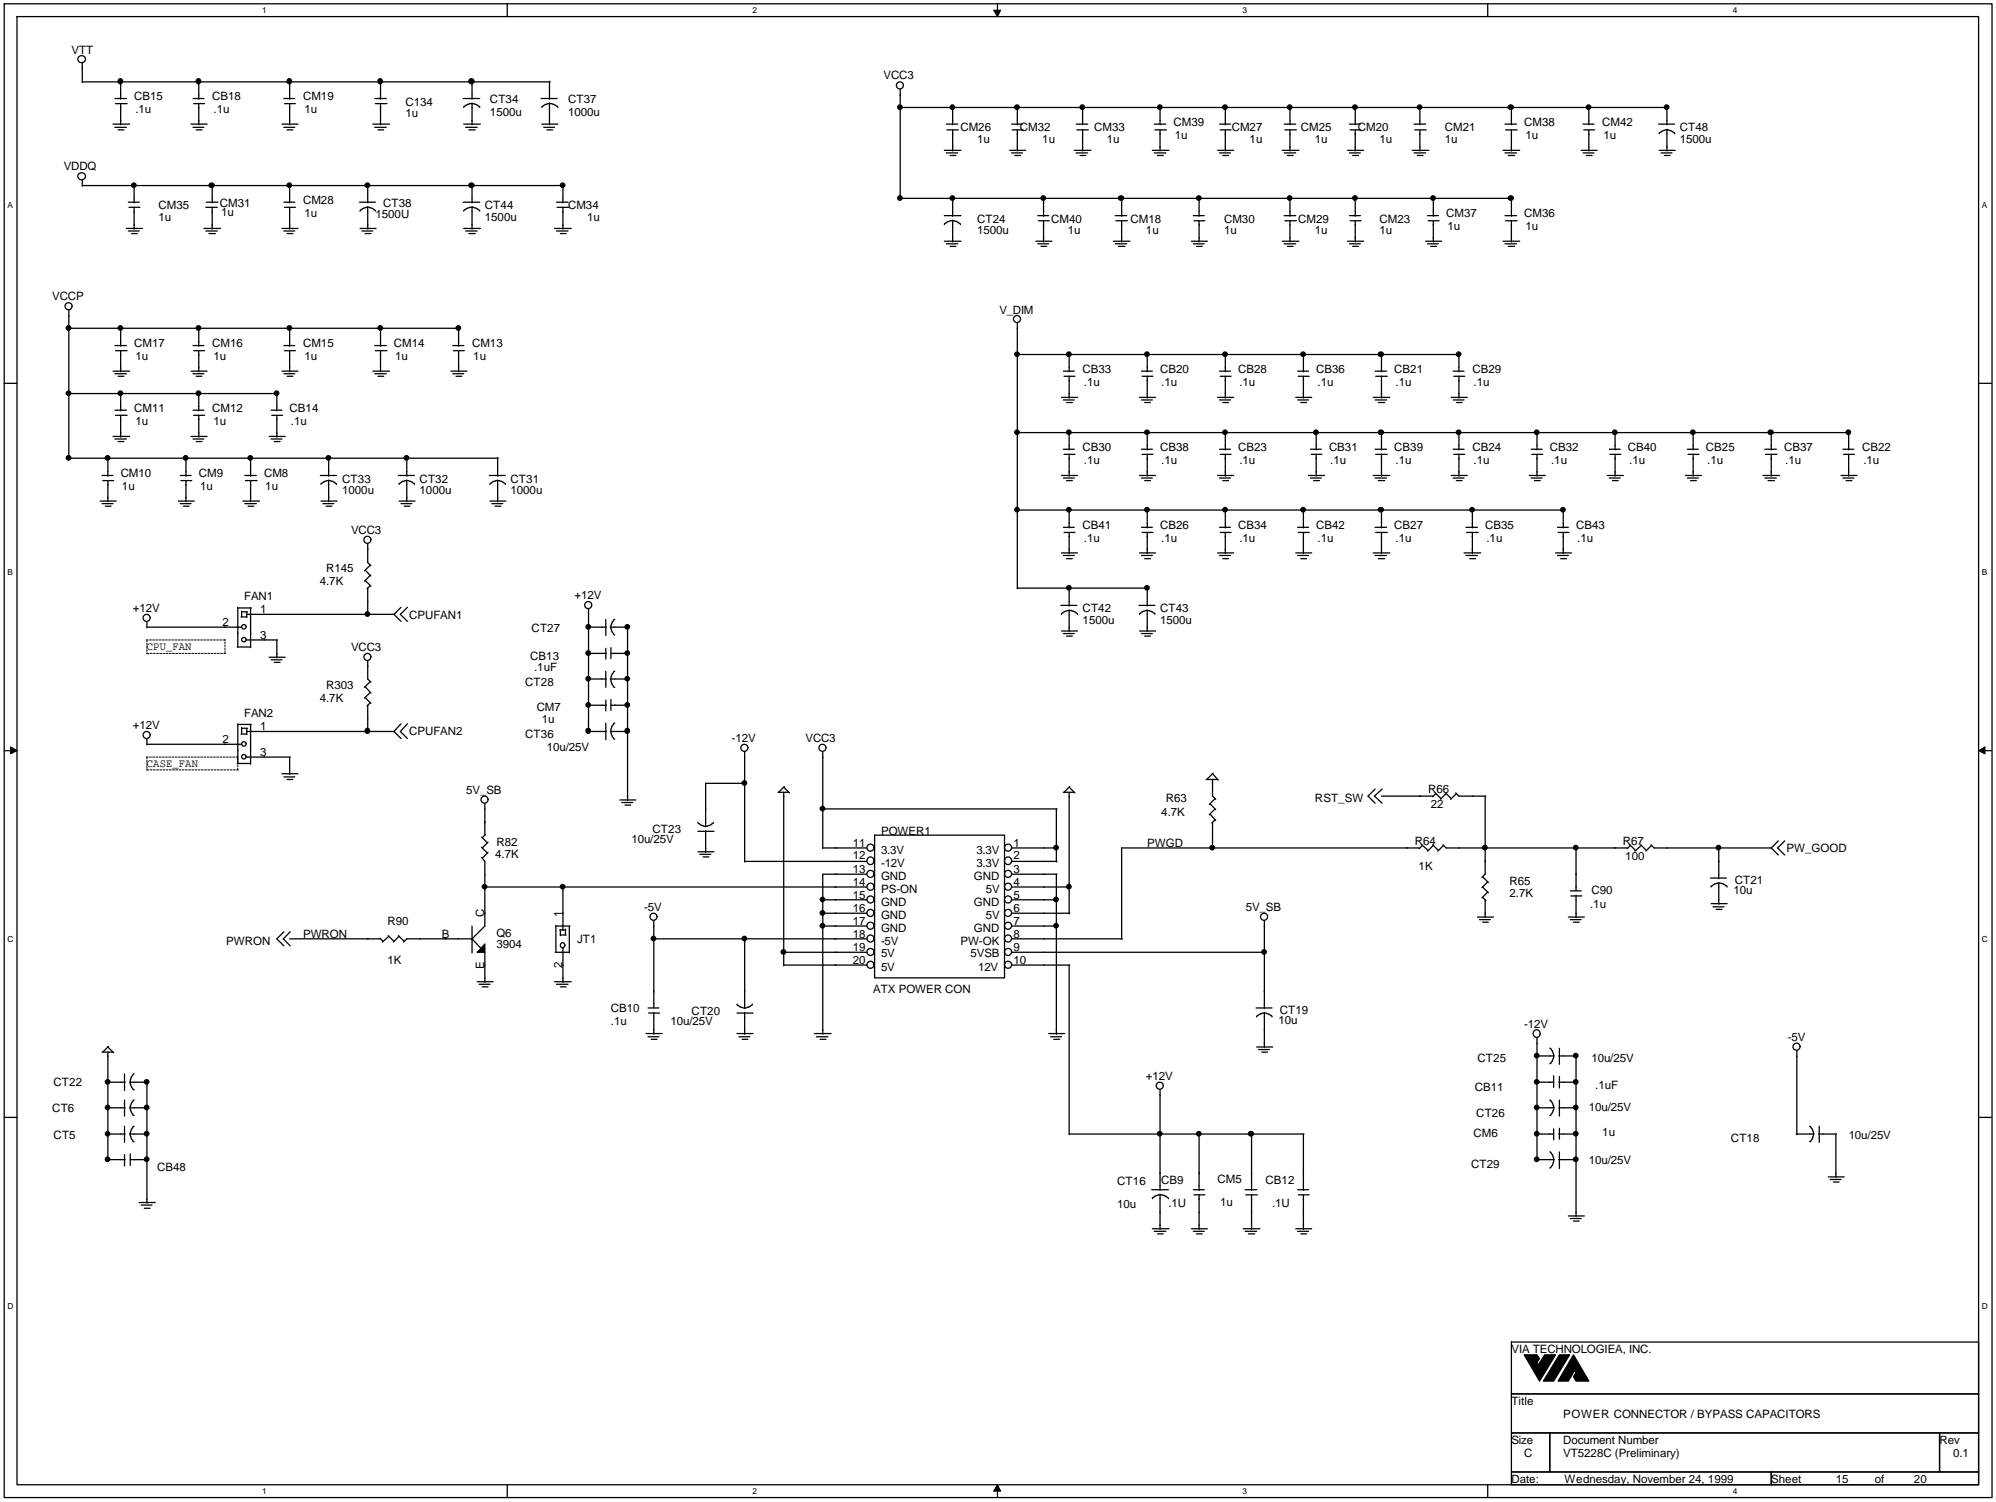 1 2 3 4
VTT
CB15 CB18 CM19 C134 CT34 CT37
.1u .1u 1u 1u 1500u 1000u
VDDQ
CM35 CM31 CM28 CT38 CT44 CM34
1u 1u 1u 1500U 1500u 1u
VCC3
CM26 CM32 CM33 CM39 CM27 CM25 CM20 CM21 CM38 CM42 CT48
1u 1u 1u 1u 1u 1u 1u 1u 1u 1u 1500u
A A
CT24 CM40 CM18 CM30 CM29 CM23 CM37 CM36
1500u 1u 1u 1u 1u 1u 1u 1u
VCCP
CM17 CM16 CM15 CM14 CM13
1u 1u 1u 1u 1u
CM11 CM12 CB14
1u 1u .1u
CM10 CM9 CM8 CT33 CT32 CT31
1u 1u 1u 1000u 1000u 1000u
V_DIM
CB33 CB20 CB28 CB36 CB21 CB29
.1u .1u .1u .1u .1u .1u
CB30 CB38 CB23 CB31 CB39 CB24 CB32 CB40 CB25 CB37 CB22
.1u .1u .1u .1u .1u .1u .1u .1u .1u .1u .1u
CB41 CB26 CB34 CB42 CB27 CB35 CB43
.1u .1u .1u .1u .1u .1u .1u
CT42 CT43
1500u 1500u
B B
VCC3
R145
4.7K
FAN1
+12V 1 CPUFAN1
2
3
CPU_FAN
VCC3
R303
4.7K
FAN2
+12V 1 CPUFAN2
2
3
CASE_FAN
+12V
CT27
CB13
.1uF
CT28
CM7
1u
CT36
10u/25V
5V_SB
R82
4.7K
PWRON PWRON R90 B C Q6
1K E 3904
1 JT1
2
-12V VCC3
CT23
10u/25V
-5V
CB10 CT20
.1u 10u/25V
POWER1
11 3.3V 3.3V 1
12 -12V 3.3V 2
13 GND GND 3
14 PS-ON 5V 4
15 GND GND 5
16 GND 5V 6
17 GND GND 7
18 -5V PW-OK 8
19 5V 5VSB 9
20 5V 12V 10
ATX POWER CON
R63
4.7K
PWGD
RST_SW R66
22
R64 R67 PW_GOOD
1K 100
R65 C90 CT21
2.7K .1u 10u
C C
5V_SB
CT19
10u
+12V
CT16 CB9 CM5 CB12
10u .1U 1u .1U
CT22
CT6
CT5
CB48
-12V
CT25 10u/25V
CB11 .1uF
CT26 10u/25V
CM6 1u
CT29 10u/25V
-5V
CT18 10u/25V
D D
VIA TECHNOLOGIEA, INC.
VIA
Title
POWER CONNECTOR / BYPASS CAPACITORS
Size Document Number Rev
C VT5228C (Preliminary) 0.1
Date: Wednesday, November 24, 1999 Sheet 15 of 20
1 2 3 4